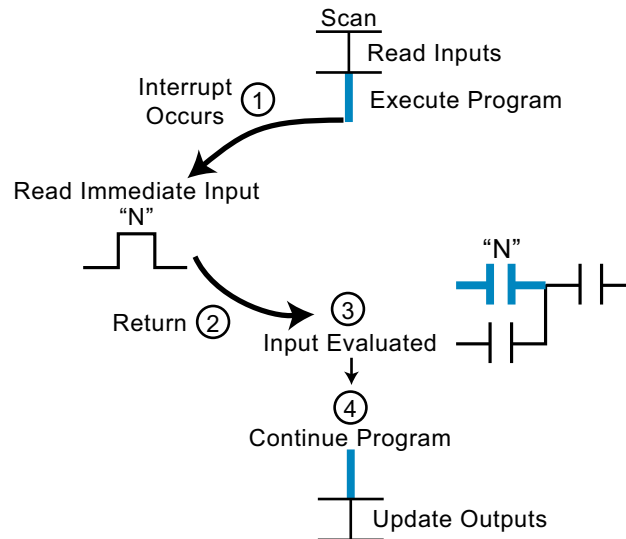 Scan
Read Inputs
Execute Program
Interrupt
Occurs
1
Read Immediate Input
“N”
Return 2
3
Input Evaluated
“N”
4
Continue Program
Update Outputs